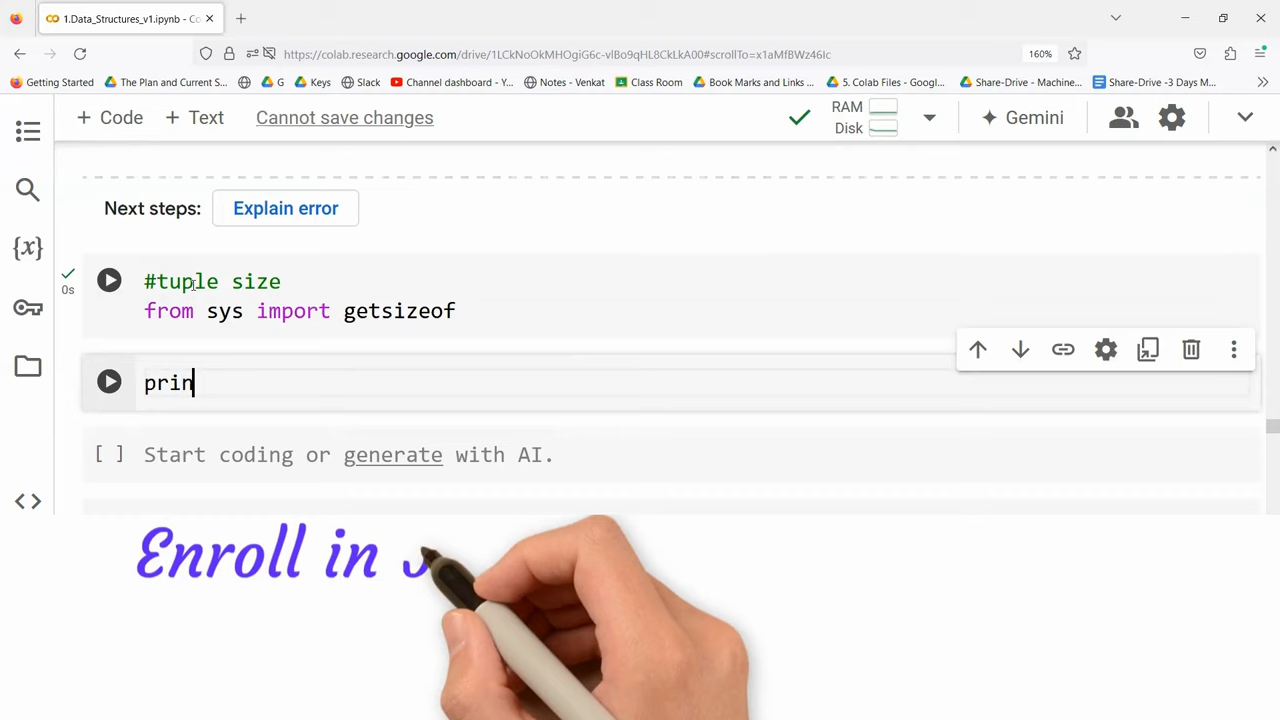 1.Data_Structures_v1.ipynb - Co
https://colab.research.google.com/drive/1LCkNoOkMHOgiG6c-vlBo9qHL8CkLkA00#scrollTo=x1aMfBWz46Ic
160%
Getting Started
The Plan and Current S...
G
Keys
Slack
Channel dashboard - Y...
Notes - Venkat
Class Room
Book Marks and Links ...
5. Colab Files - Googl...
Share-Drive - Machine...
Share-Drive -3 Days M...
+ Code
+ Text
Cannot save changes
RAM
Disk
Gemini
{x}
Next steps:
Explain error
0s
#tuple size
from sys import getsizeof
prin
[ ]
Start coding or generate with AI.
Enroll in